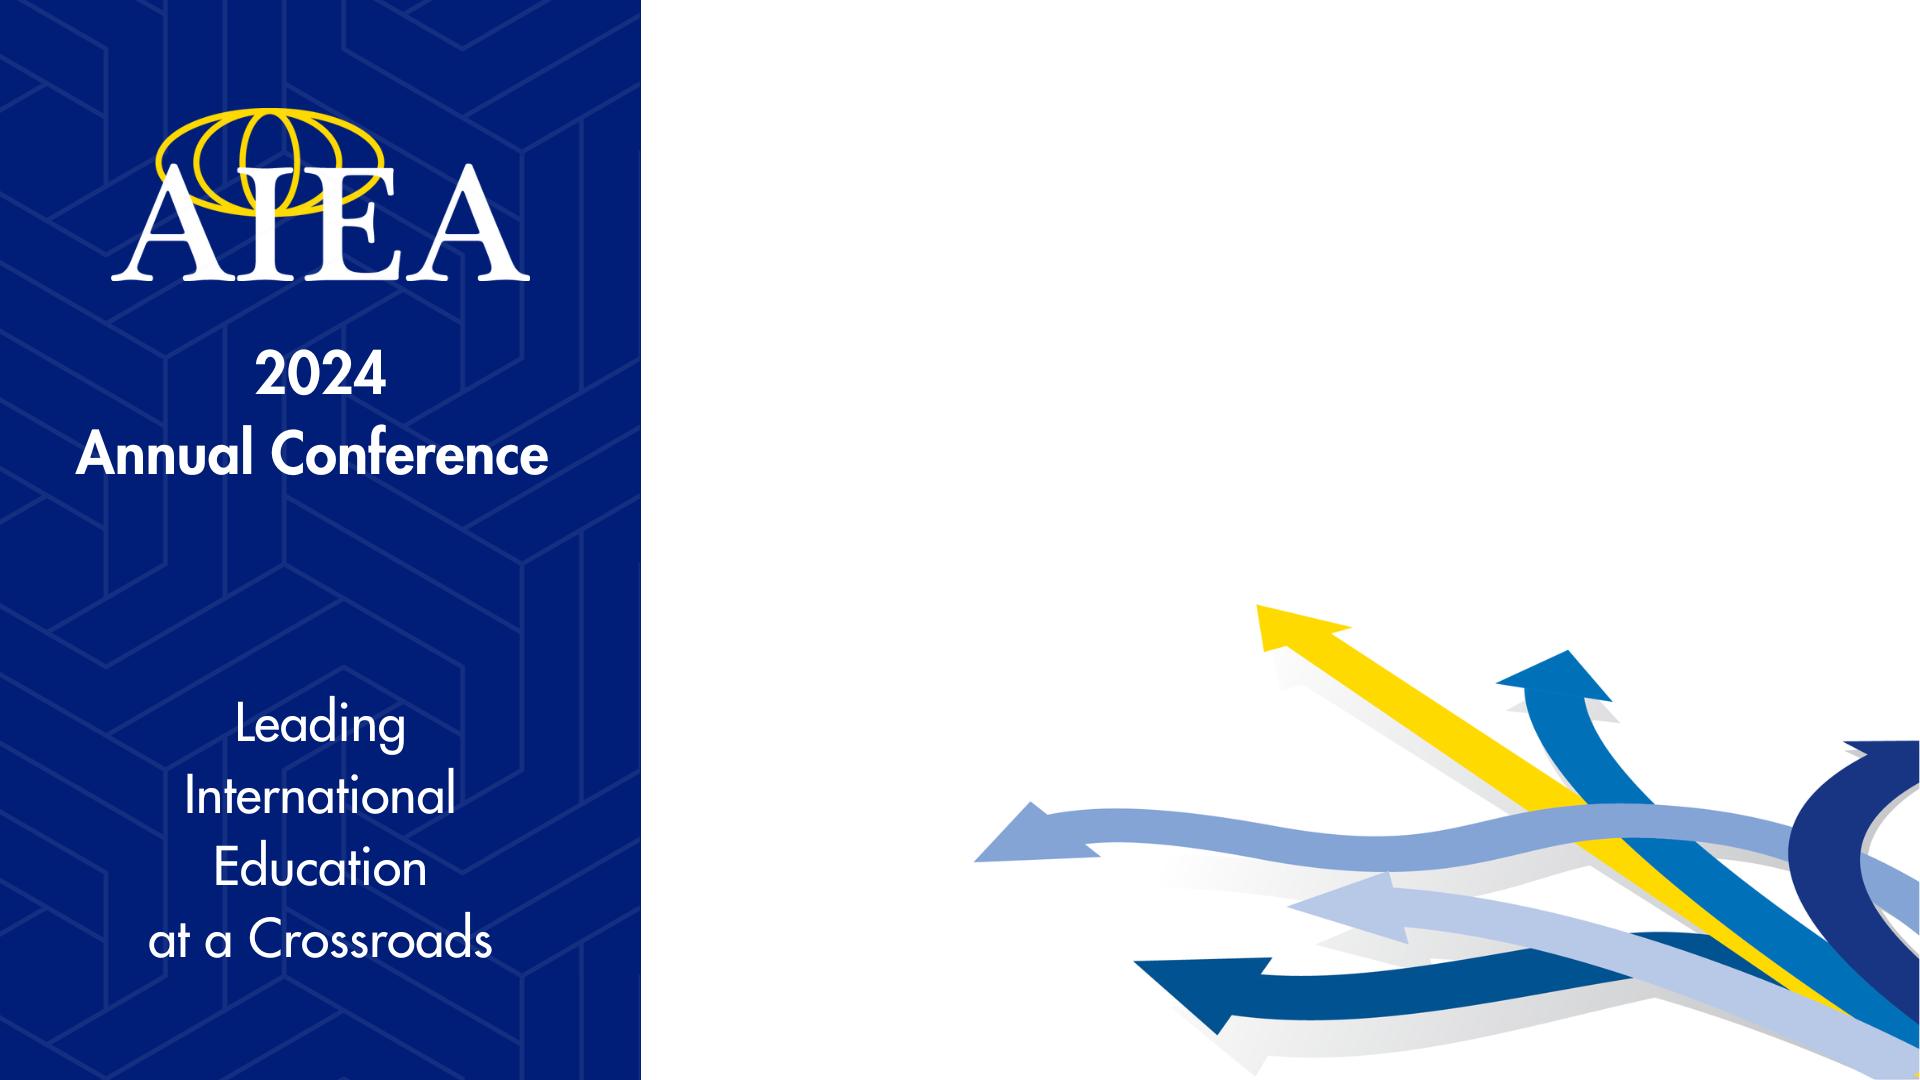 AIEA
2024
Annual Conference
Leading
International
Education
at a Crossroads